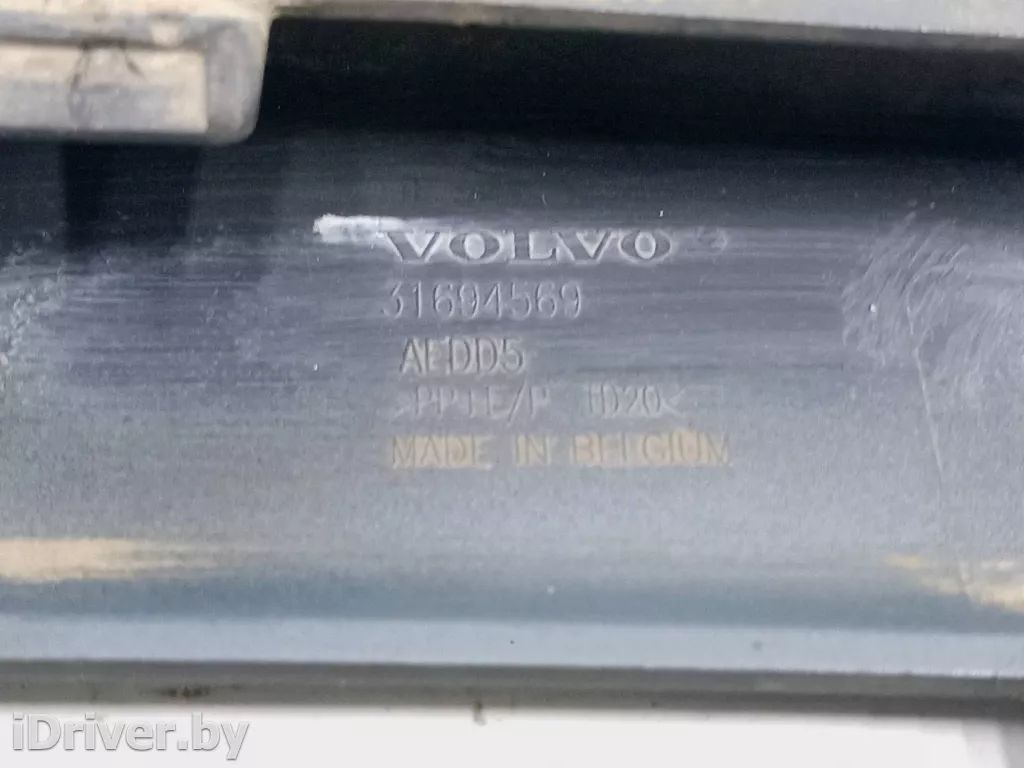 VOLVO
31694569
AEDD5
>PP+E/P TD20<
MADE IN BELGIUM
iDriver.by